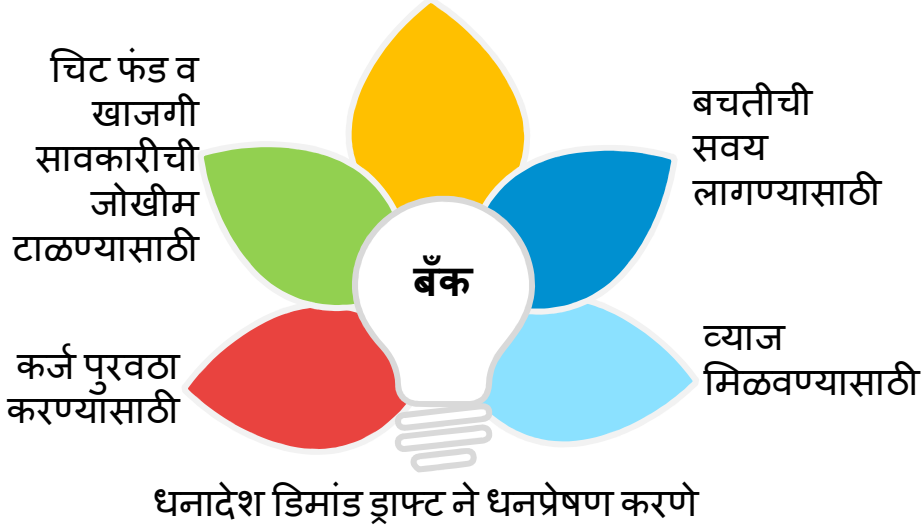 चिट फंड व
खाजगी
सावकारीची
जोखीम
टाळण्यासाठी
बचतीची
सवय
लागण्यासाठी
बँक
कर्ज पुरवठा
करण्यासाठी
व्याज
मिळवण्यासाठी
धनादेश डिमांड ड्राफ्ट ने धनप्रेषण करणे